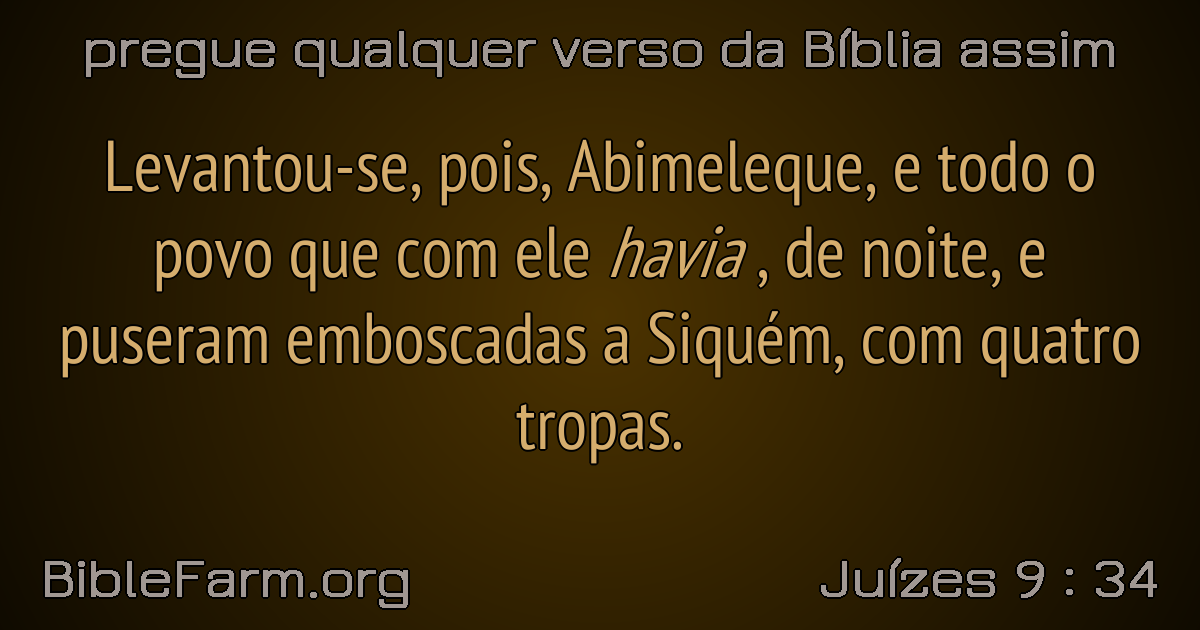 pregue qualquer verso da Bíblia assim
Levantou-se, pois, Abimeleque, e todo o
povo que com ele havia , de noite, e
puseram emboscadas a Siquém, com quatro
tropas.
BibleFarm.org
Juízes 9 : 34